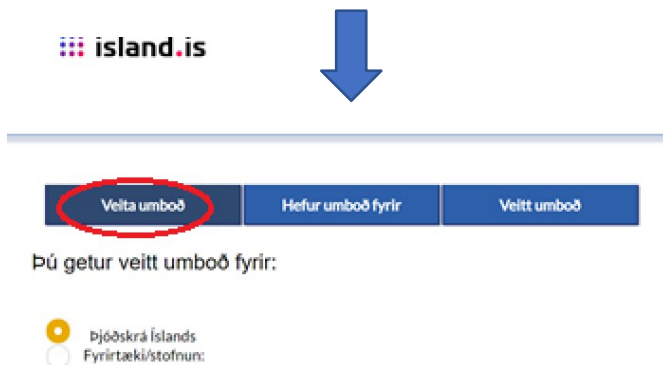 island.is
Veita umboð Hefur umboð fyrir Veitt umboð
Þú getur veitt umboð fyrir:
Þjóðskrá Íslands
Fyrirtæki/stofnun: